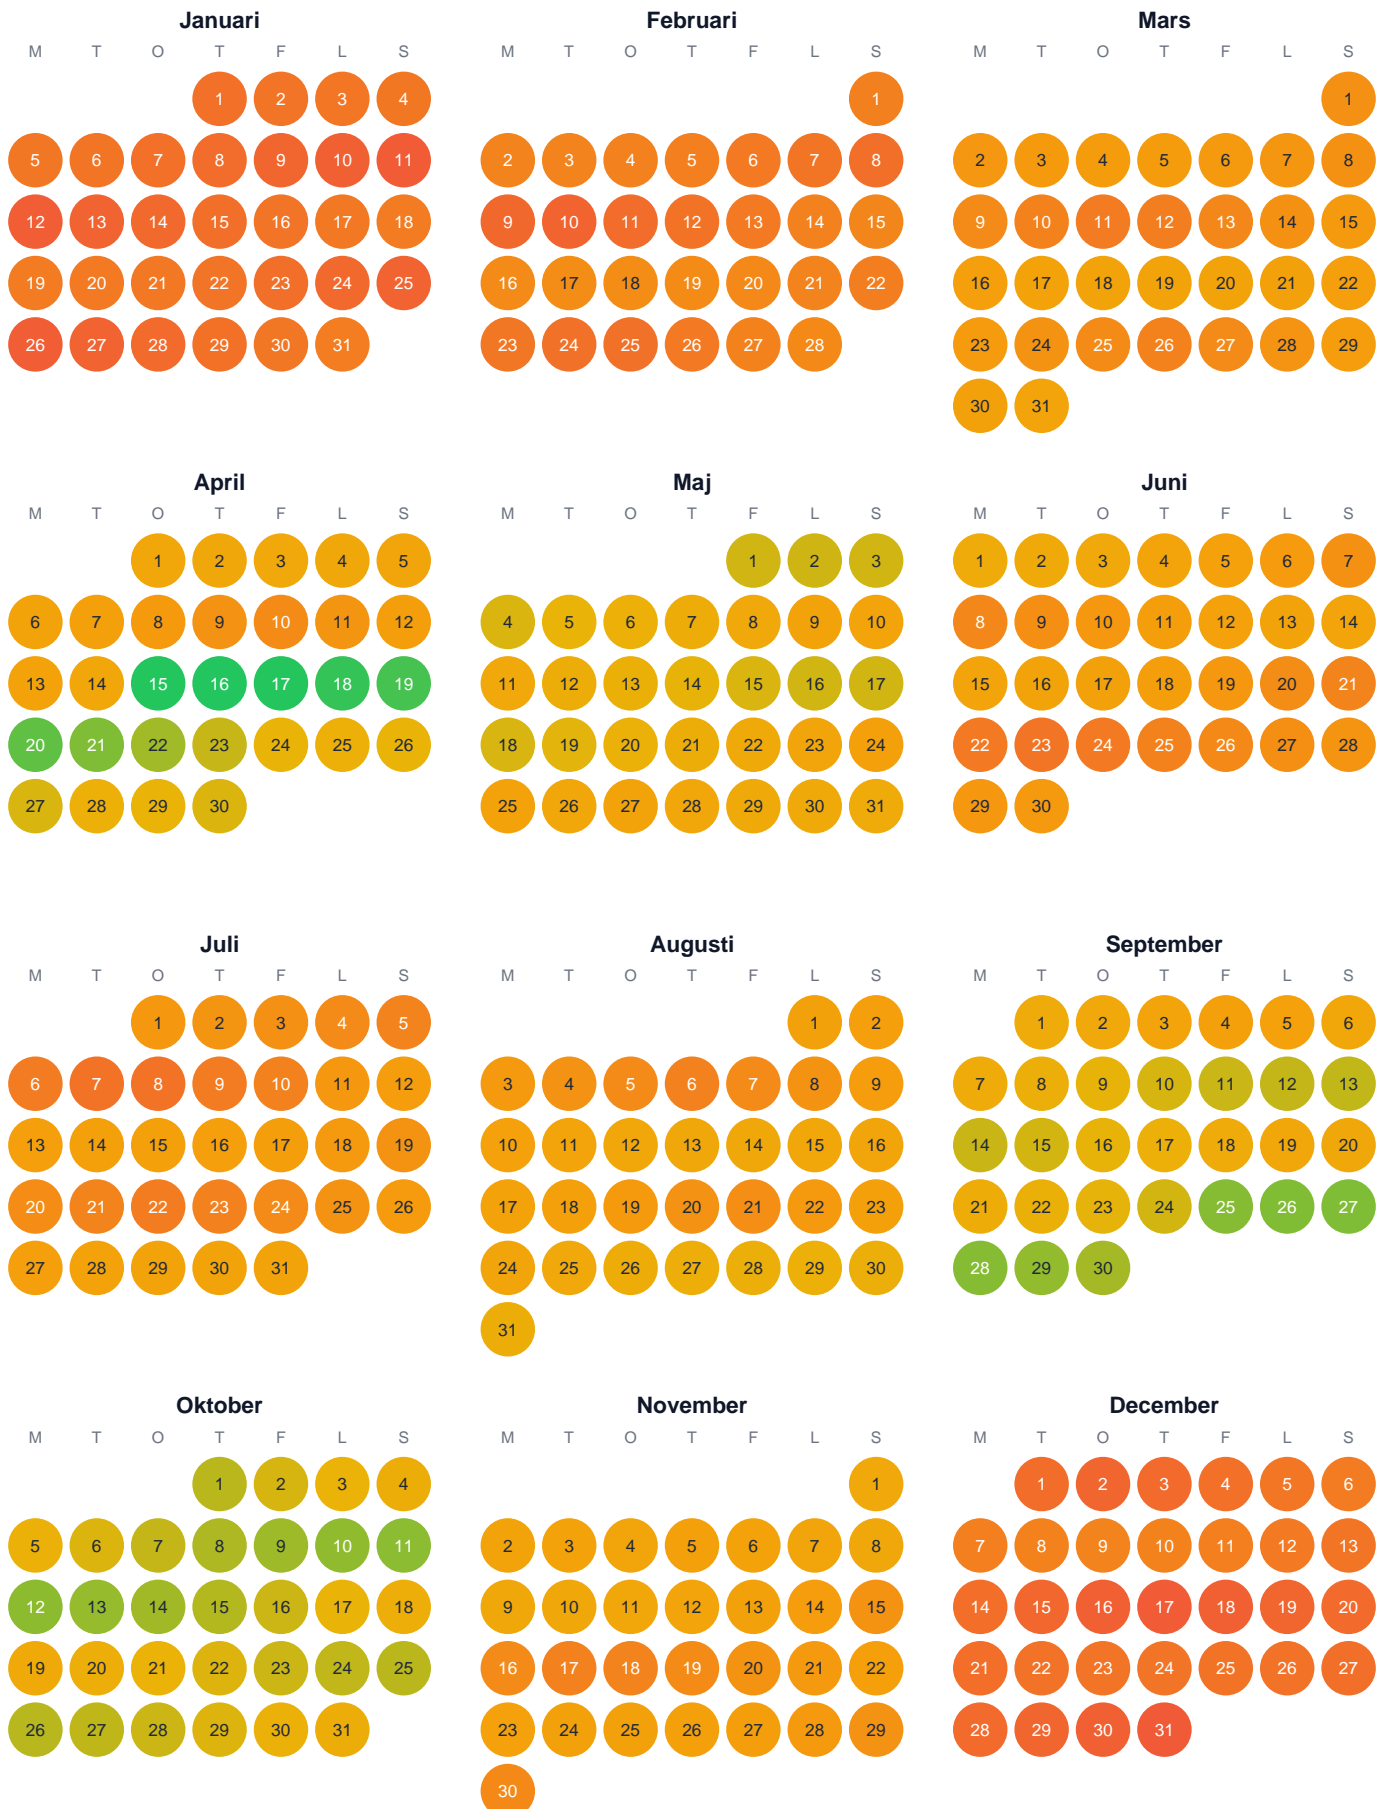 Januari
M T O T F L S
1 2 3 4
5 6 7 8 9 10 11
12 13 14 15 16 17 18
19 20 21 22 23 24 25
26 27 28 29 30 31
Februari
M T O T F L S
1
2 3 4 5 6 7 8
9 10 11 12 13 14 15
16 17 18 19 20 21 22
23 24 25 26 27 28
Mars
M T O T F L S
1
2 3 4 5 6 7 8
9 10 11 12 13 14 15
16 17 18 19 20 21 22
23 24 25 26 27 28 29
30 31
April
M T O T F L S
1 2 3 4 5
6 7 8 9 10 11 12
13 14 15 16 17 18 19
20 21 22 23 24 25 26
27 28 29 30
Maj
M T O T F L S
1 2 3
4 5 6 7 8 9 10
11 12 13 14 15 16 17
18 19 20 21 22 23 24
25 26 27 28 29 30 31
Juni
M T O T F L S
1 2 3 4 5 6 7
8 9 10 11 12 13 14
15 16 17 18 19 20 21
22 23 24 25 26 27 28
29 30
Juli
M T O T F L S
1 2 3 4 5
6 7 8 9 10 11 12
13 14 15 16 17 18 19
20 21 22 23 24 25 26
27 28 29 30 31
Augusti
M T O T F L S
1 2
3 4 5 6 7 8 9
10 11 12 13 14 15 16
17 18 19 20 21 22 23
24 25 26 27 28 29 30
31
September
M T O T F L S
1 2 3 4 5 6
7 8 9 10 11 12 13
14 15 16 17 18 19 20
21 22 23 24 25 26 27
28 29 30
Oktober
M T O T F L S
1 2 3 4
5 6 7 8 9 10 11
12 13 14 15 16 17 18
19 20 21 22 23 24 25
26 27 28 29 30 31
November
M T O T F L S
1
2 3 4 5 6 7 8
9 10 11 12 13 14 15
16 17 18 19 20 21 22
23 24 25 26 27 28 29
30
December
M T O T F L S
1 2 3 4 5 6
7 8 9 10 11 12 13
14 15 16 17 18 19 20
21 22 23 24 25 26 27
28 29 30 31